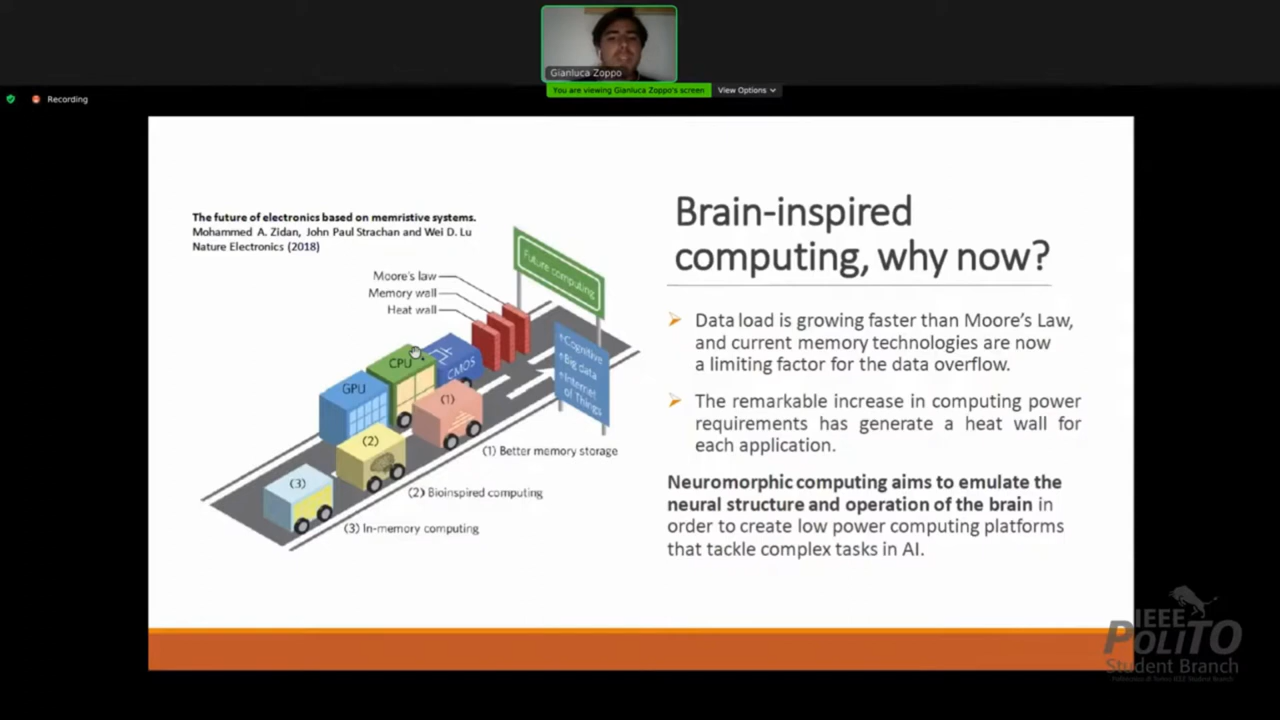 Gianluca Zoppo
You are viewing Gianluca Zoppo's screen
View Options
Recording
The future of electronics based on memristive systems.
Mohammed A. Zidan, John Paul Strachan and Wei D. Lu
Nature Electronics (2018)
Moore's law
Memory wall
Heat wall
Future computing
•Cognitive
•Big data
•Internet
of Things
CMOS
CPU
GPU
(1)
(2)
(3)
(1) Better memory storage
(2) Bioinspired computing
(3) In-memory computing
Brain-inspired
computing, why now?
➢ Data load is growing faster than Moore's Law,
and current memory technologies are now
a limiting factor for the data overflow.
➢ The remarkable increase in computing power
requirements has generate a heat wall for
each application.
Neuromorphic computing aims to emulate the
neural structure and operation of the brain in
order to create low power computing platforms
that tackle complex tasks in AI.
IEEE
POLITO
Student Branch
Politecnico di Torino IEEE Student Branch